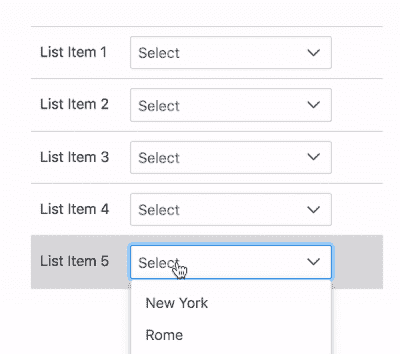 List Item 1 Select
List Item 2 Select
List Item 3 Select
List Item 4 Select
List Item 5 Select
New York
Rome